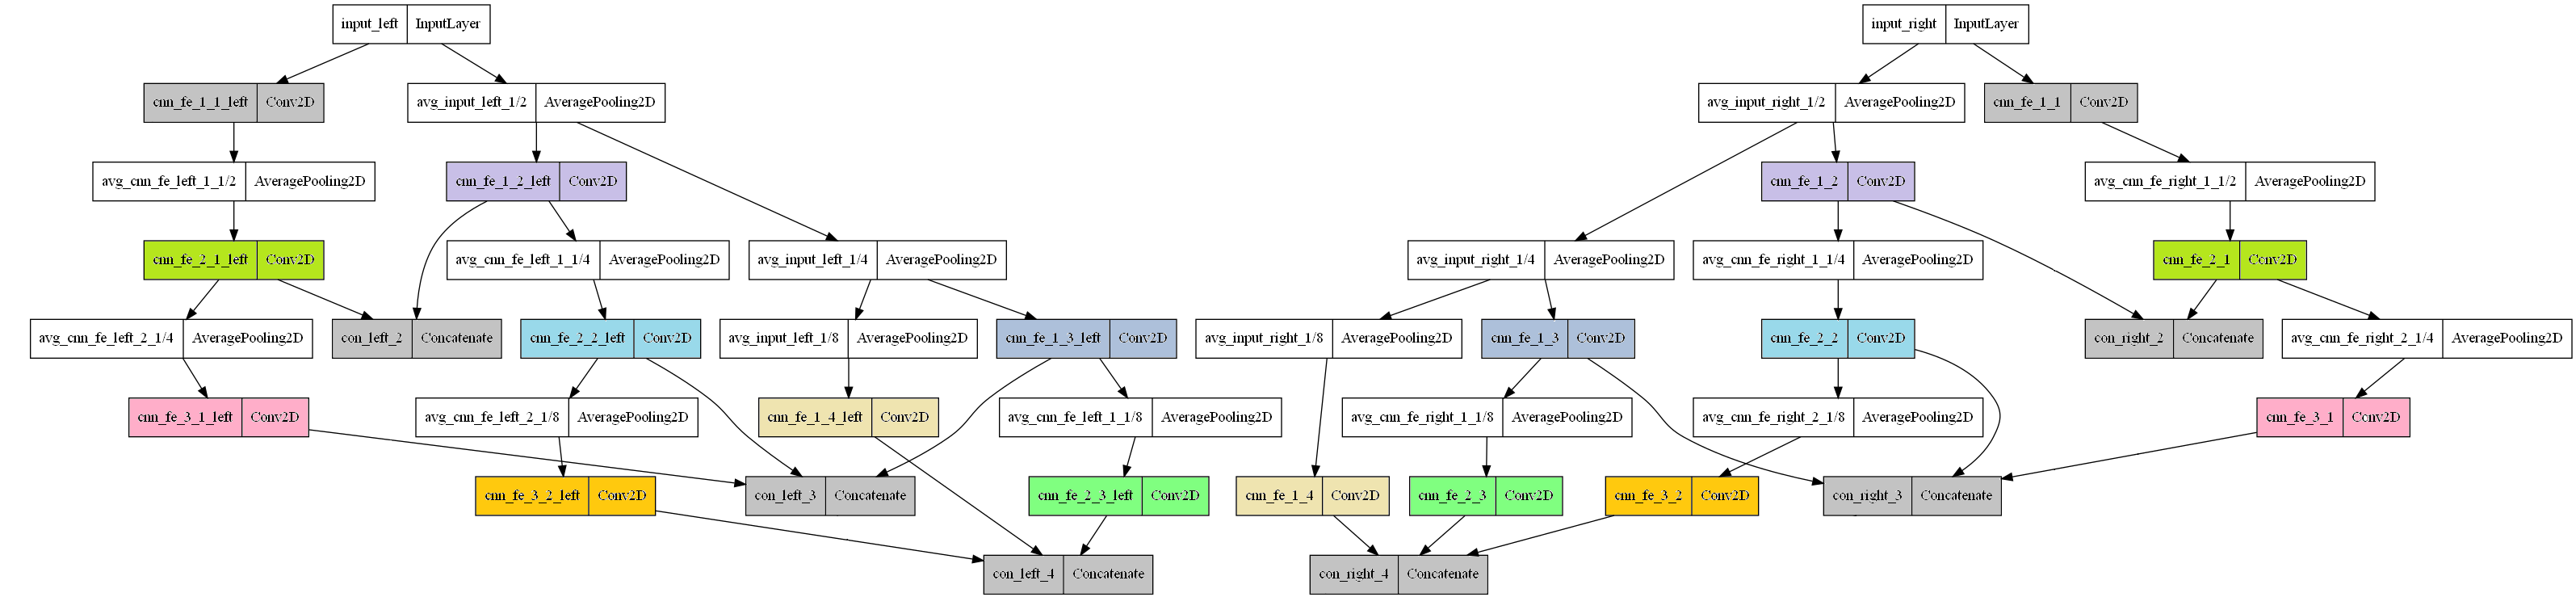 input_left InputLayer
input_right InputLayer
cnn_fe_1_1_left Conv2D
avg_input_left_1/2 AveragePooling2D
avg_input_right_1/2 AveragePooling2D
cnn_fe_1_1 Conv2D
avg_cnn_fe_left_1_1/2 AveragePooling2D
cnn_fe_1_2_left Conv2D
cnn_fe_1_2 Conv2D
avg_cnn_fe_right_1_1/2 AveragePooling2D
cnn_fe_2_1_left Conv2D
avg_cnn_fe_left_1_1/4 AveragePooling2D
avg_input_left_1/4 AveragePooling2D
avg_input_right_1/4 AveragePooling2D
avg_cnn_fe_right_1_1/4 AveragePooling2D
cnn_fe_2_1 Conv2D
avg_cnn_fe_left_2_1/4 AveragePooling2D
con_left_2 Concatenate
cnn_fe_2_2_left Conv2D
avg_input_left_1/8 AveragePooling2D
cnn_fe_1_3_left Conv2D
avg_input_right_1/8 AveragePooling2D
cnn_fe_1_3 Conv2D
cnn_fe_2_2 Conv2D
con_right_2 Concatenate
avg_cnn_fe_right_2_1/4 AveragePooling2D
cnn_fe_3_1_left Conv2D
avg_cnn_fe_left_2_1/8 AveragePooling2D
cnn_fe_1_4_left Conv2D
avg_cnn_fe_left_1_1/8 AveragePooling2D
avg_cnn_fe_right_1_1/8 AveragePooling2D
avg_cnn_fe_right_2_1/8 AveragePooling2D
cnn_fe_3_1 Conv2D
cnn_fe_3_2_left Conv2D
con_left_3 Concatenate
cnn_fe_2_3_left Conv2D
cnn_fe_1_4 Conv2D
cnn_fe_2_3 Conv2D
cnn_fe_3_2 Conv2D
con_right_3 Concatenate
con_left_4 Concatenate
con_right_4 Concatenate